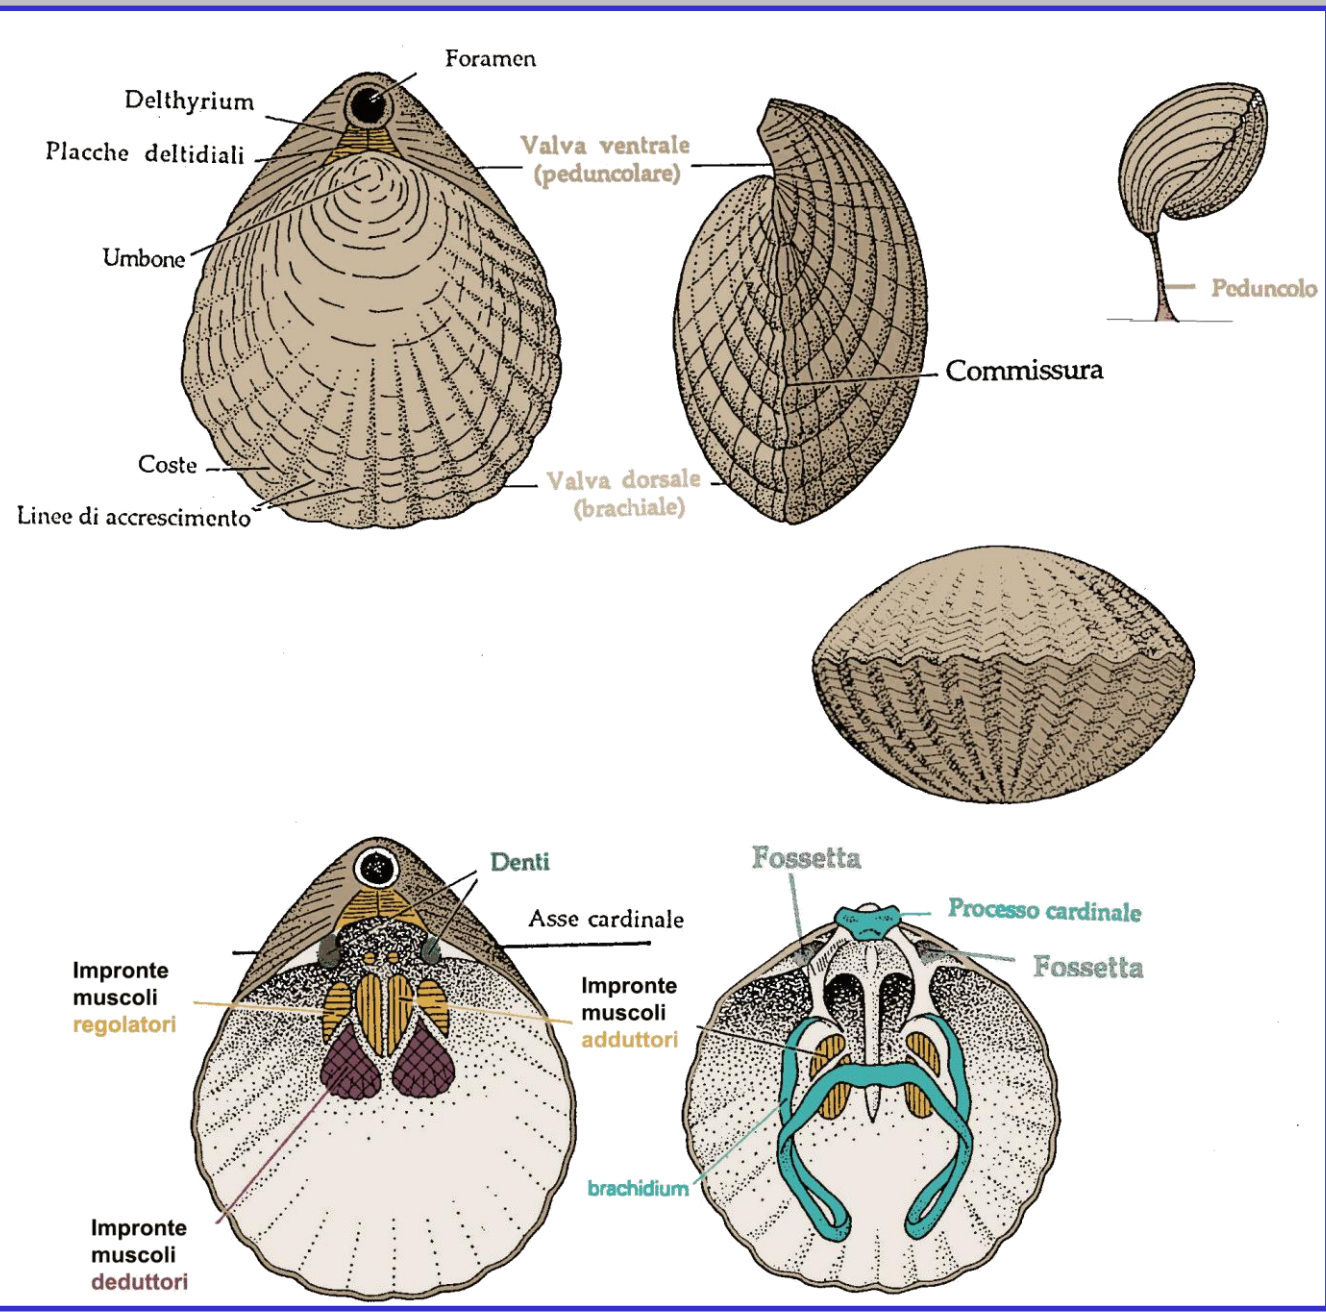 Foramen
Delthyrium
Placche deltidiali
Valva ventrale
(peduncolare)
Umbone
Peduncolo
Commissura
Coste
Linee di accrescimento
Valva dorsale
(brachiale)
Denti
Fossetta
Processo cardinale
Asse cardinale
Fossetta
Impronte
muscoli
regolatori
Impronte
muscoli
adduttori
brachidium
Impronte
muscoli
deduttori